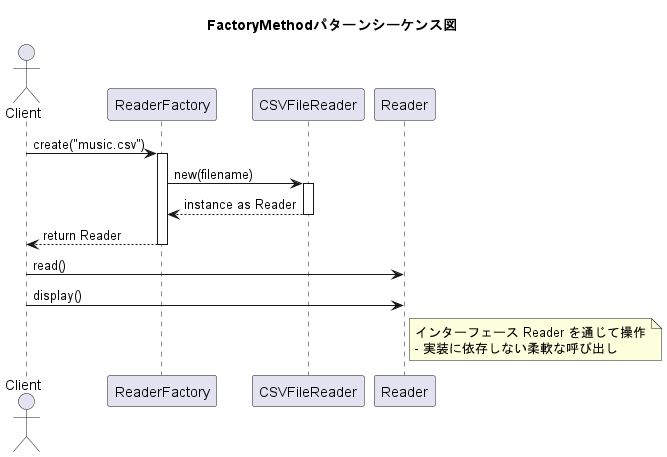 FactoryMethodパターンシーケンス図
Client
ReaderFactory
CSVFileReader
Reader
create("music.csv")
new(filename)
instance as Reader
return Reader
read()
display()
インターフェース Reader を通じて操作
- 実装に依存しない柔軟な呼び出し
Client
ReaderFactory
CSVFileReader
Reader